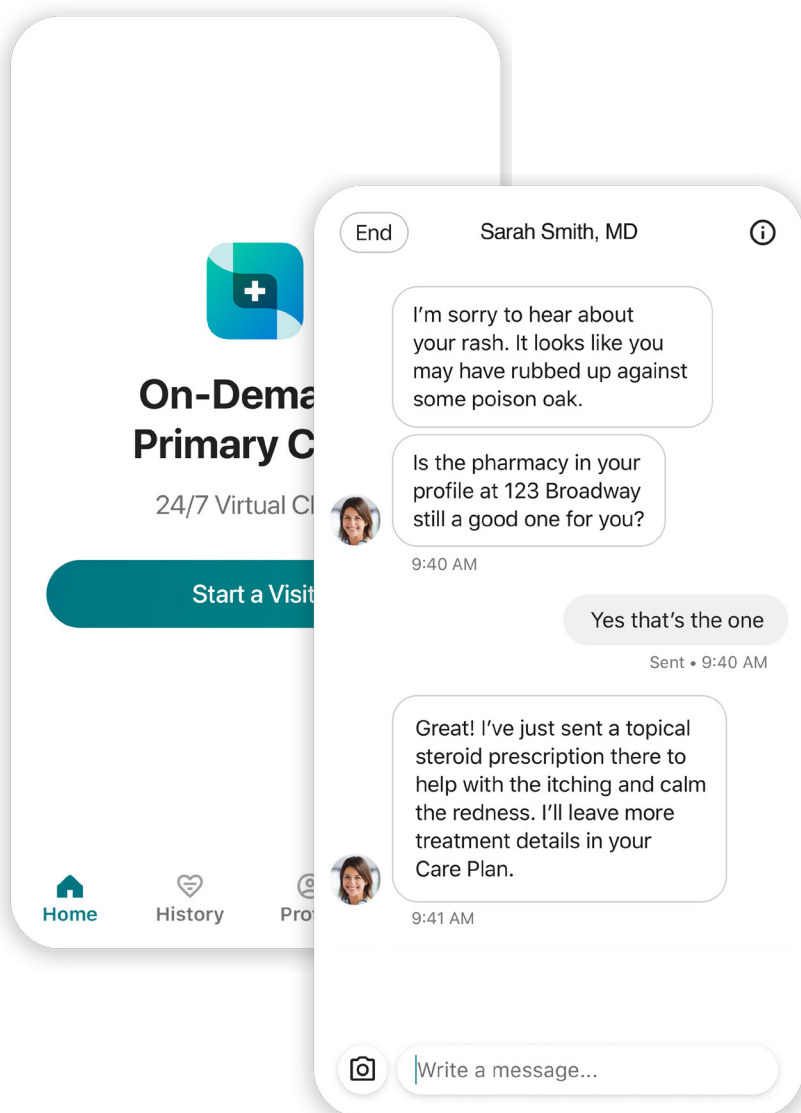 On-Dema
Primary C
24/7 Virtual Cl
Start a Visit
Home
History
Pro
End
Sarah Smith, MD
I’m sorry to hear about
your rash. It looks like you
may have rubbed up against
some poison oak.
Is the pharmacy in your
profile at 123 Broadway
still a good one for you?
9:40 AM
Yes that’s the one
Sent • 9:40 AM
Great! I’ve just sent a topical
steroid prescription there to
help with the itching and calm
the redness. I’ll leave more
treatment details in your
Care Plan.
9:41 AM
Write a message...